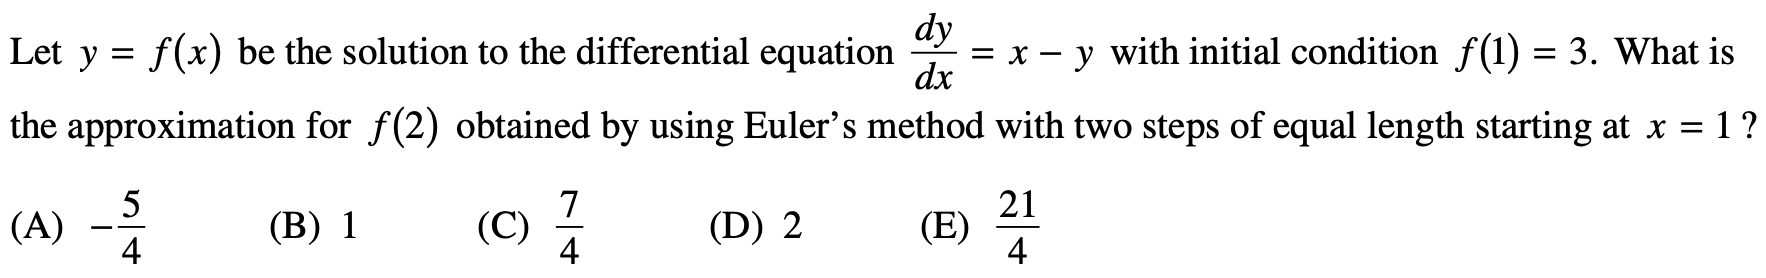 Let y = f(x) be the solution to the differential equation dy/dx = x − y with initial condition f(1) = 3. What is
the approximation for f(2) obtained by using Euler's method with two steps of equal length starting at x = 1?
(A) −5/4 (B) 1 (C) 7/4 (D) 2 (E) 21/4